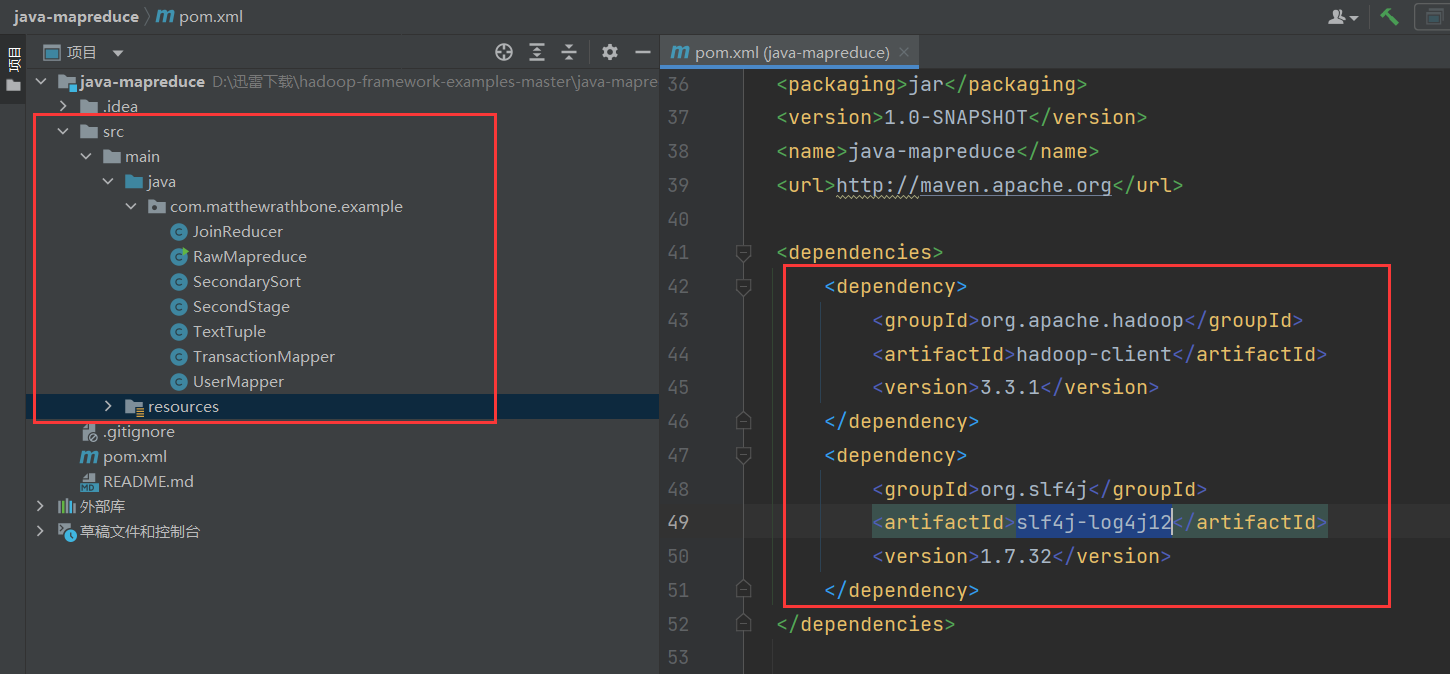 java-mapreduce 〉 m pom.xml
项目
项目
java-mapreduce D:\迅雷下载\hadoop-framework-examples-master\java-mapre
.idea
src
main
java
com.matthewrathbone.example
C JoinReducer
C RawMapreduce
C SecondarySort
C SecondStage
C TextTuple
C TransactionMapper
C UserMapper
resources
.gitignore
m pom.xml
MD README.md
外部库
草稿文件和控制台
m pom.xml (java-mapreduce)
36 <packaging>jar</packaging>
37 <version>1.0-SNAPSHOT</version>
38 <name>java-mapreduce</name>
39 <url>http://maven.apache.org</url>
40
41 <dependencies>
42 <dependency>
43 <groupId>org.apache.hadoop</groupId>
44 <artifactId>hadoop-client</artifactId>
45 <version>3.3.1</version>
46 </dependency>
47 <dependency>
48 <groupId>org.slf4j</groupId>
49 <artifactId>slf4j-log4j12</artifactId>
50 <version>1.7.32</version>
51 </dependency>
52 </dependencies>
53